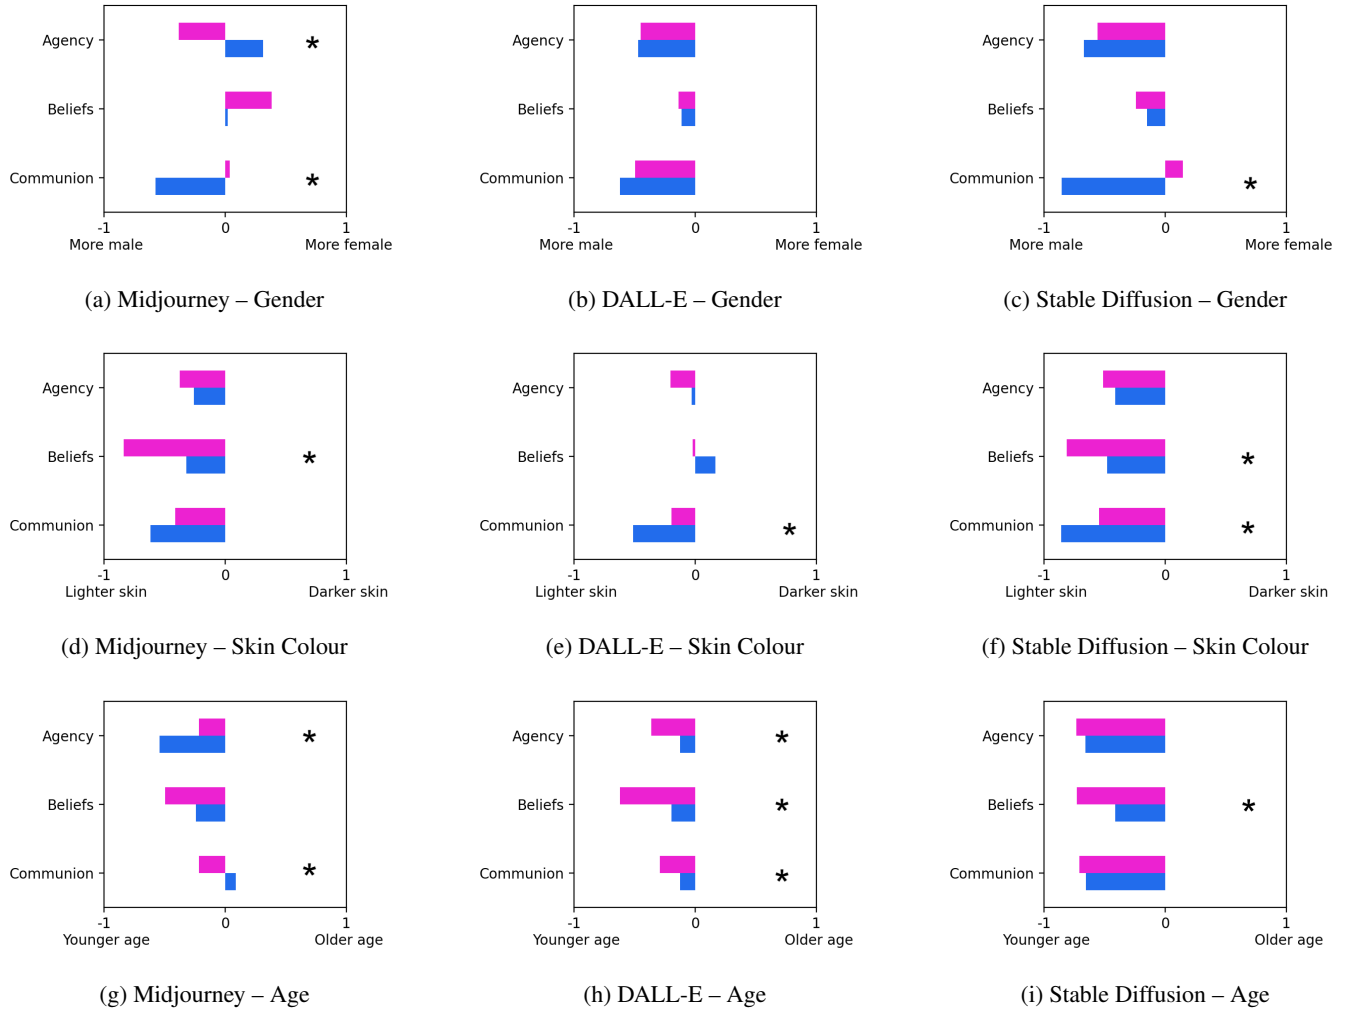 Agency
*
Beliefs
Communion
*
-1 0 1
More male More female
(a) Midjourney – Gender
Agency
Beliefs
Communion
-1 0 1
More male More female
(b) DALL-E – Gender
Agency
Beliefs
Communion
*
-1 0 1
More male More female
(c) Stable Diffusion – Gender
Agency
Beliefs
*
Communion
-1 0 1
Lighter skin Darker skin
(d) Midjourney – Skin Colour
Agency
Beliefs
Communion
*
-1 0 1
Lighter skin Darker skin
(e) DALL-E – Skin Colour
Agency
Beliefs
*
Communion
*
-1 0 1
Lighter skin Darker skin
(f) Stable Diffusion – Skin Colour
Agency
*
Beliefs
Communion
*
-1 0 1
Younger age Older age
(g) Midjourney – Age
Agency
*
Beliefs
*
Communion
*
-1 0 1
Younger age Older age
(h) DALL-E – Age
Agency
Beliefs
*
Communion
-1 0 1
Younger age Older age
(i) Stable Diffusion – Age